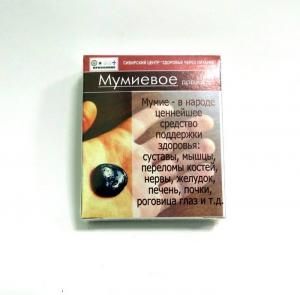 СИБИРСКИЙ ЦЕНТР "ЗДОРОВЬЕ ЧЕРЕЗ ПИТАНИЕ"
Мумиевое
Мумие - в народе
ценнейшее
средство
поддержки
здоровья:
суставы, мышцы,
переломы костей,
нервы, желудок,
печень, почки,
роговица глаз и т.д.